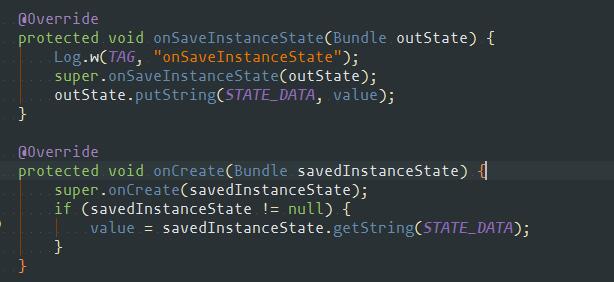 @Override
protected void onSaveInstanceState(Bundle outState) {
    Log.w(TAG, "onSaveInstanceState");
    super.onSaveInstanceState(outState);
    outState.putString(STATE_DATA, value);
}

@Override
protected void onCreate(Bundle savedInstanceState) {
    super.onCreate(savedInstanceState);
    if (savedInstanceState != null) {
        value = savedInstanceState.getString(STATE_DATA);
    }
}